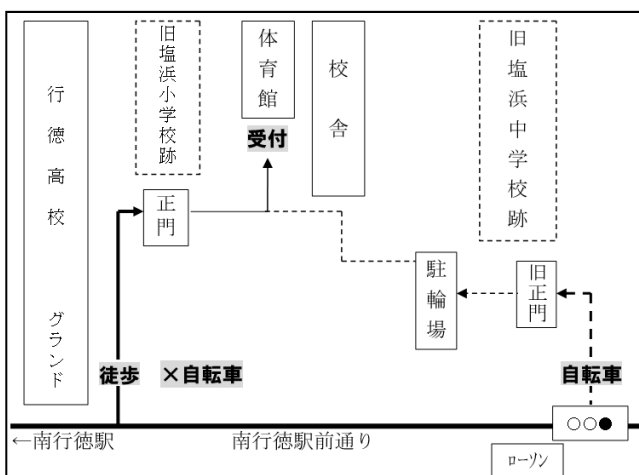 行徳高校 グランド
旧塩浜小学校跡
体育館
校舎
旧塩浜中学校跡
受付
正門
駐輪場
旧正門
徒歩
×自転車
自転車
←南行徳駅
南行徳駅前通り
○○●
ローソン